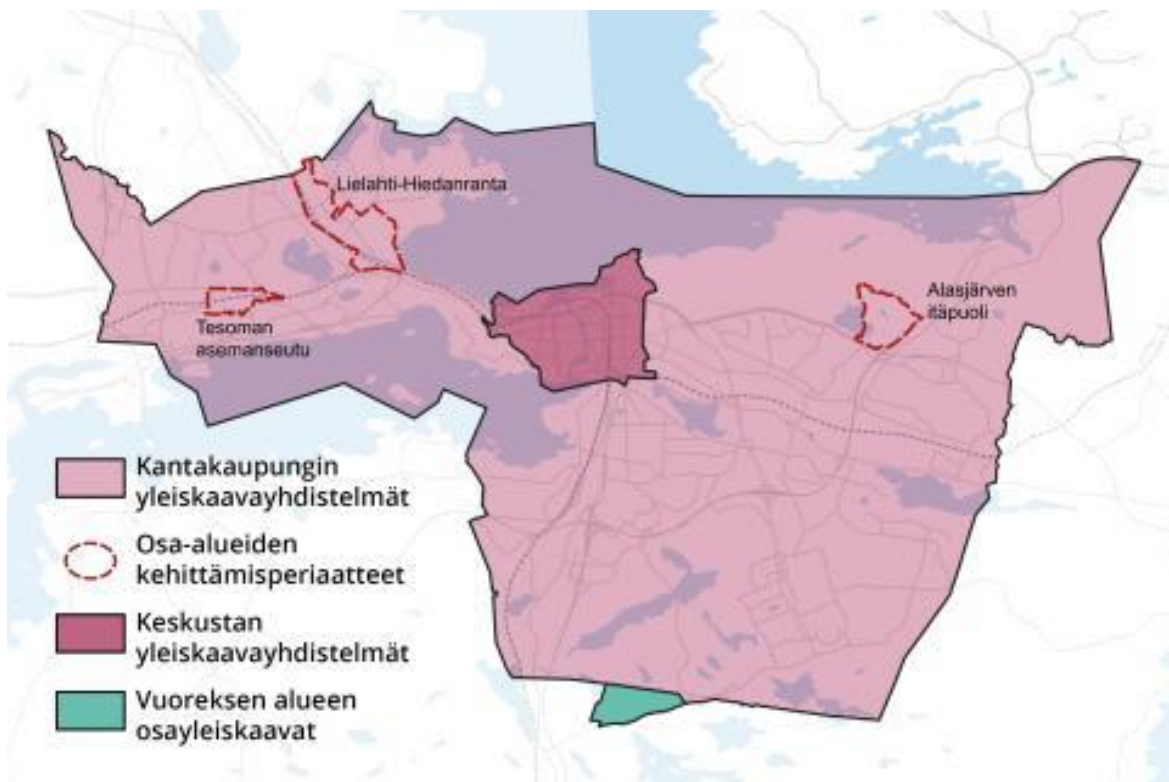 Lielahti-Hiedanranta
Alasjärven
itäpuoli
Tesoman
asemanseutu
Kantakaupungin
yleiskaavayhdistelmät
Osa-alueiden
kehittämisperiaatteet
Keskustan
yleiskaavayhdistelmät
Vuoreksen alueen
osayleiskaavat